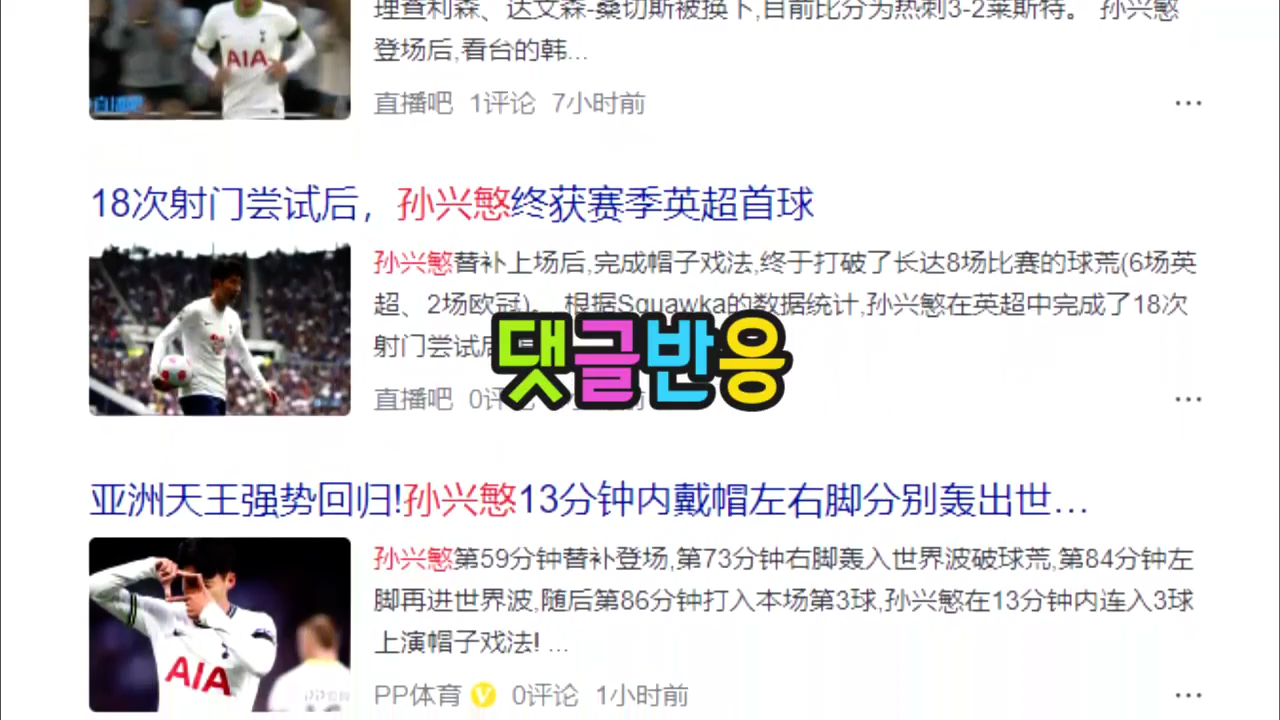 理查利森、达文森-桑切斯被换下,目前比分为热刺3-2莱斯特。 孙兴慜
登场后,看台的韩...
AIA
直播吧 1评论 7小时前
18次射门尝试后，孙兴慜终获赛季英超首球
孙兴慜替补上场后,完成帽子戏法,终于打破了长达8场比赛的球荒(6场英
超、2场欧冠)。 根据Squawka的数据统计,孙兴慜在英超中完成了18次
射门尝试后
댓글반응
直播吧 0评 前
亚洲天王强势回归!孙兴慜13分钟内戴帽左右脚分别轰出世...
孙兴慜第59分钟替补登场,第73分钟右脚轰入世界波破球荒,第84分钟左
脚再进世界波,随后第86分钟打入本场第3球,孙兴慜在13分钟内连入3球
上演帽子戏法! ...
AIA
PP体育 V 0评论 1小时前